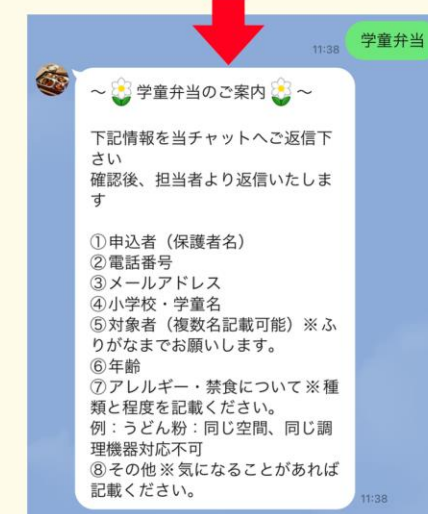 11:38
学童弁当
～ 学童弁当のご案内 ～
下記情報を当チャットへご返信下
さい
確認後、担当者より返信いたしま
す
①申込者（保護者名）
②電話番号
③メールアドレス
④小学校・学童名
⑤対象者（複数名記載可能）※ふ
りがなまでお願いします。
⑥年齢
⑦アレルギー・禁食について※種
類と程度を記載ください。
例：うどん粉：同じ空間、同じ調
理機器対応不可
⑧その他※気になることがあれば
記載ください。
11:38